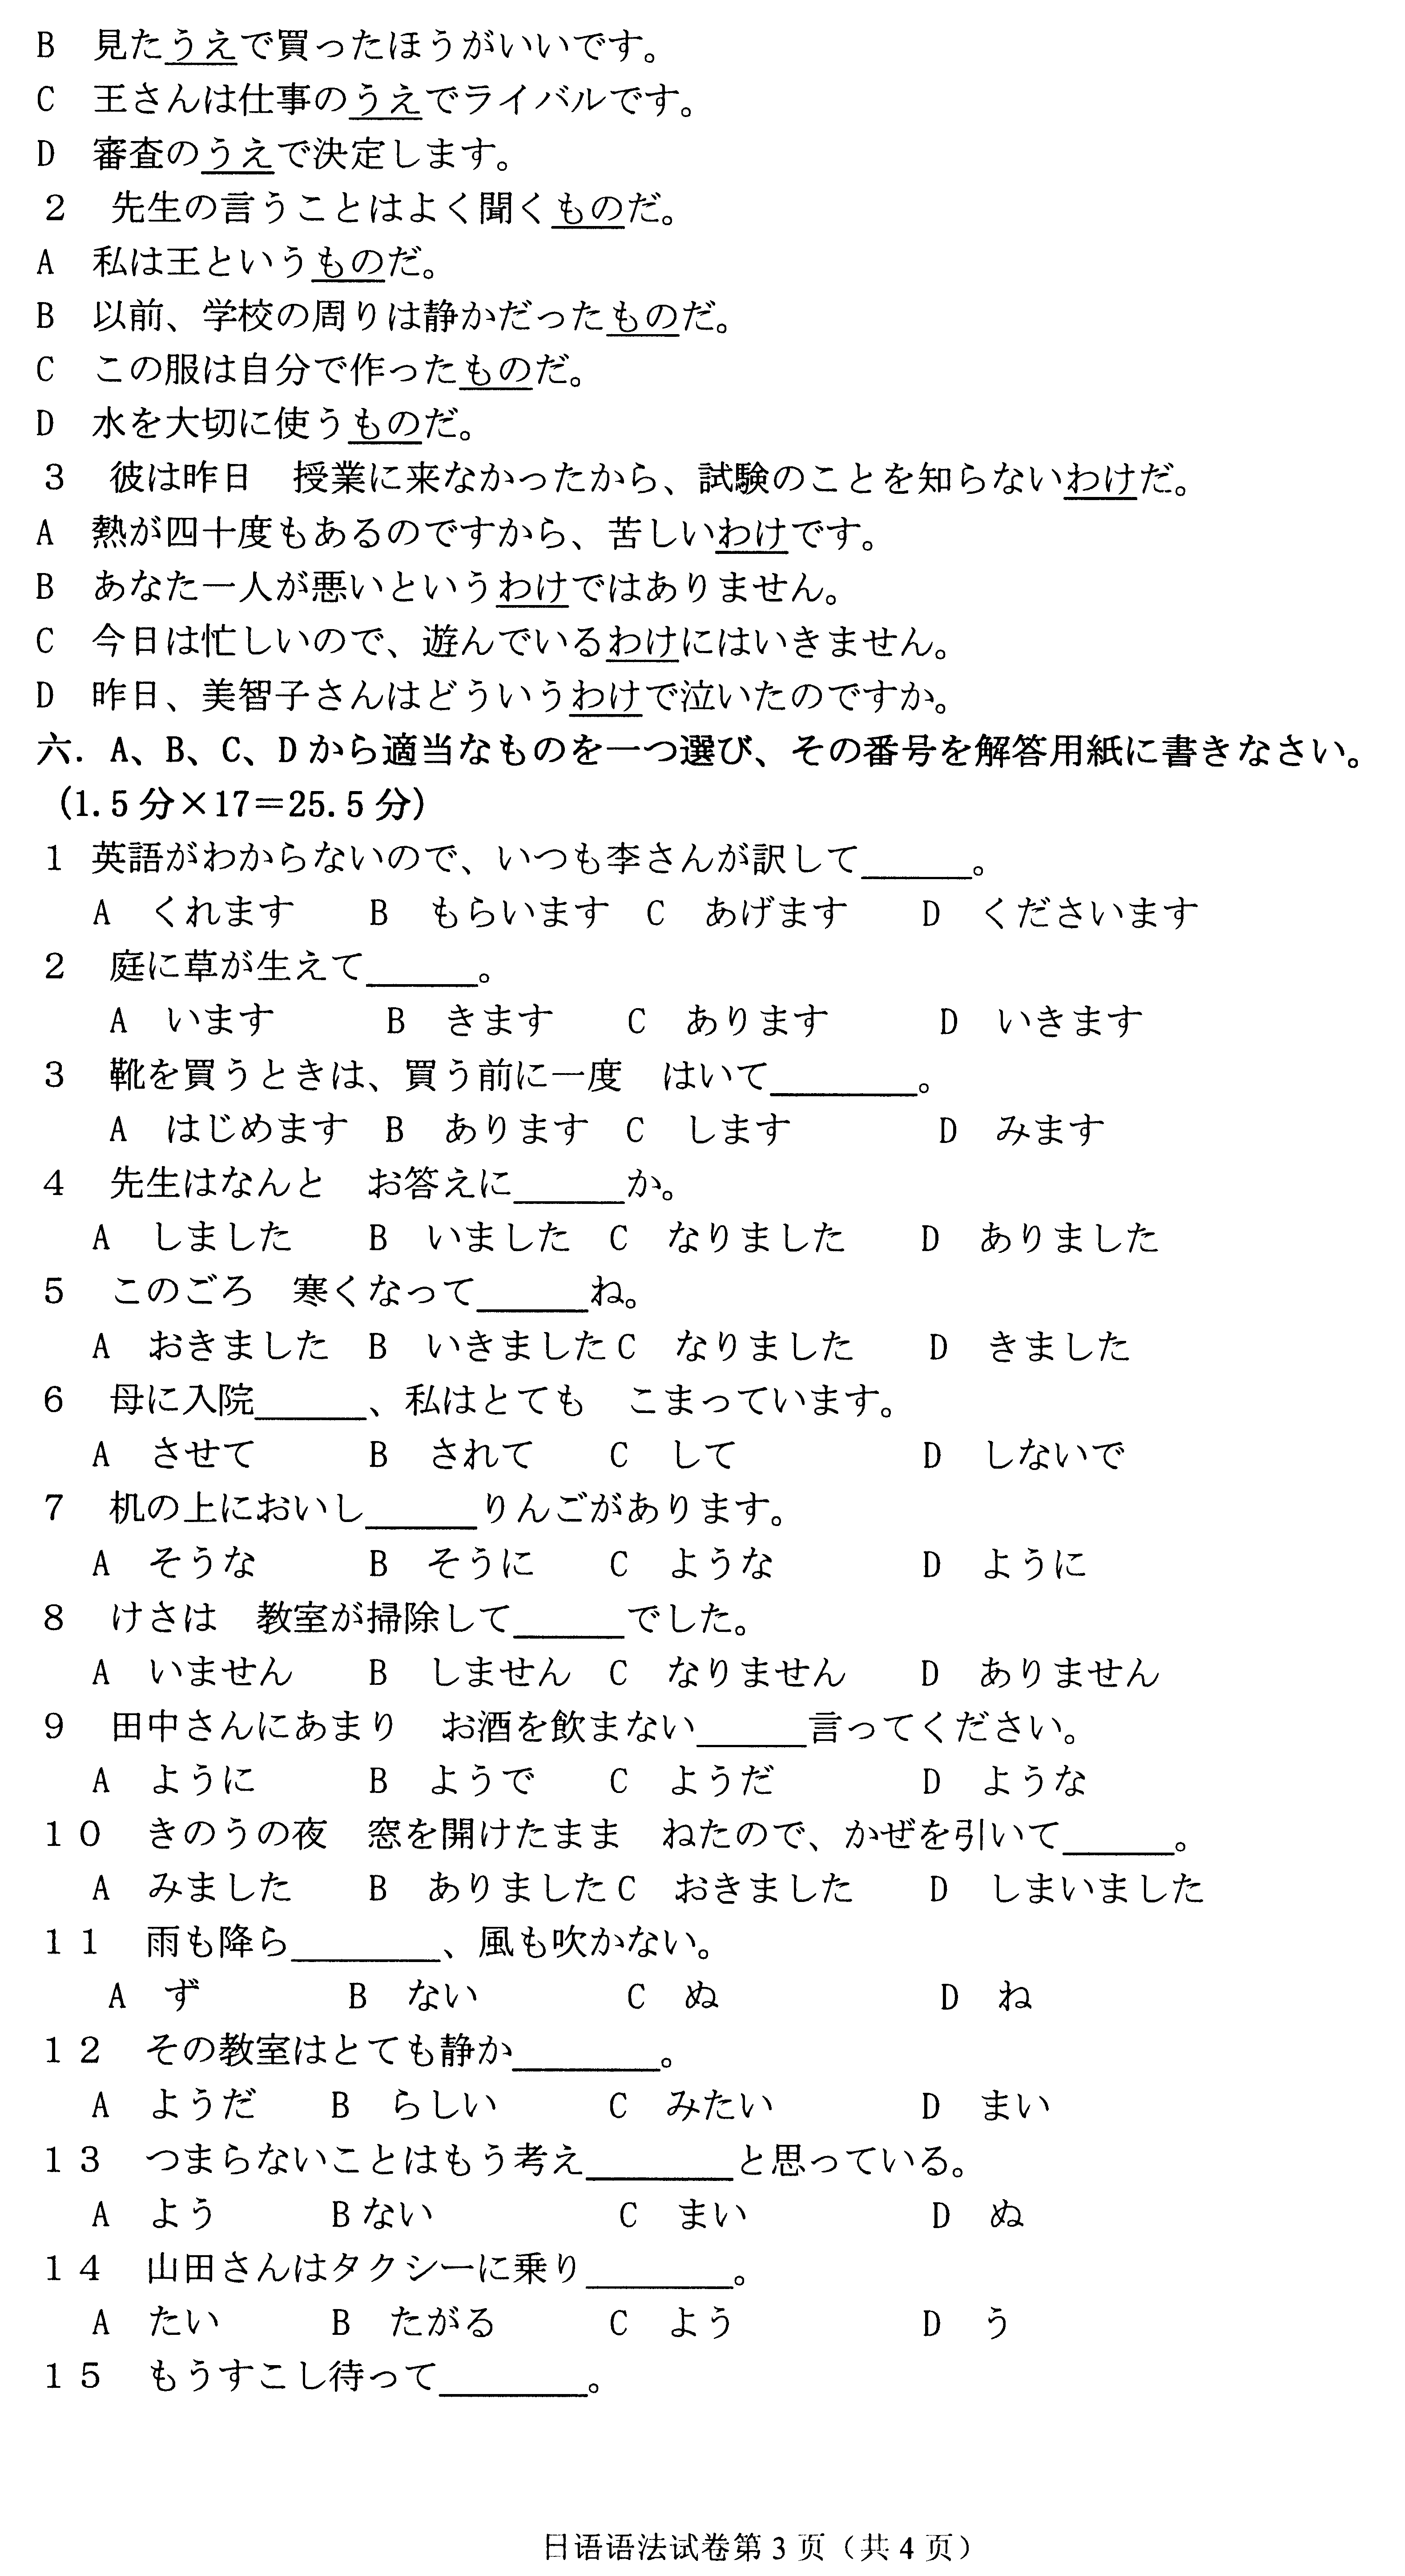 B　見たうえで買ったほうがいいです。
C　王さんは仕事のうえでライバルです。
D　審査のうえで決定します。
２　先生の言うことはよく聞くものだ。
A　私は王というものだ。
B　以前、学校の周りは静かだったものだ。
C　この服は自分で作ったものだ。
D　水を大切に使うものだ。
３　彼は昨日　授業に来なかったから、試験のことを知らないわけだ。
A　熱が四十度もあるのですから、苦しいわけです。
B　あなた一人が悪いというわけではありません。
C　今日は忙しいので、遊んでいるわけにはいきません。
D　昨日、美智子さんはどういうわけで泣いたのですか。
六．A、B、C、D から適当なものを一つ選び、その番号を解答用紙に書きなさい。
（1.5 分×17＝25.5 分）
１ 英語がわからないので、いつも李さんが訳して______。
A　くれます　　B　もらいます　C　あげます　　D　くださいます
２　庭に草が生えて______。
A　います　　　B　きます　　C　あります　　　D　いきます
３　靴を買うときは、買う前に一度　はいて________。
A　はじめます　B　あります　C　します　　　　D　みます
４　先生はなんと　お答えに______か。
A　しました　　B　いました　C　なりました　　D　ありました
５　このごろ　寒くなって______ね。
A　おきました　B　いきました C　なりました　　D　きました
６　母に入院______、私はとても　こまっています。
A　させて　　　B　されて　　C　して　　　　　D　しないで
７　机の上においし______りんごがあります。
A　そうな　　　B　そうに　　C　ような　　　　D　ように
８　けさは　教室が掃除して______でした。
A　いません　　B　しません　C　なりません　　D　ありません
９　田中さんにあまり　お酒を飲まない______言ってください。
A　ように　　　B　ようで　　C　ようだ　　　　D　ような
１０　きのうの夜　窓を開けたまま　ねたので、かぜを引いて______。
A　みました　　B　ありました C　おきました　　D　しまいました
１１　雨も降ら________、風も吹かない。
A　ず　　　　B　ない　　　　C　ぬ　　　　　　D　ね
１２　その教室はとても静か________。
A　ようだ　　B　らしい　　　C　みたい　　　　D　まい
１３　つまらないことはもう考え________と思っている。
A　よう　　　B ない　　　　　C　まい　　　　　D　ぬ
１４　山田さんはタクシーに乗り________。
A　たい　　　B　たがる　　　C　よう　　　　　D　う
１５　もうすこし待って________。
日语语法试卷第 3 页（共 4 页）